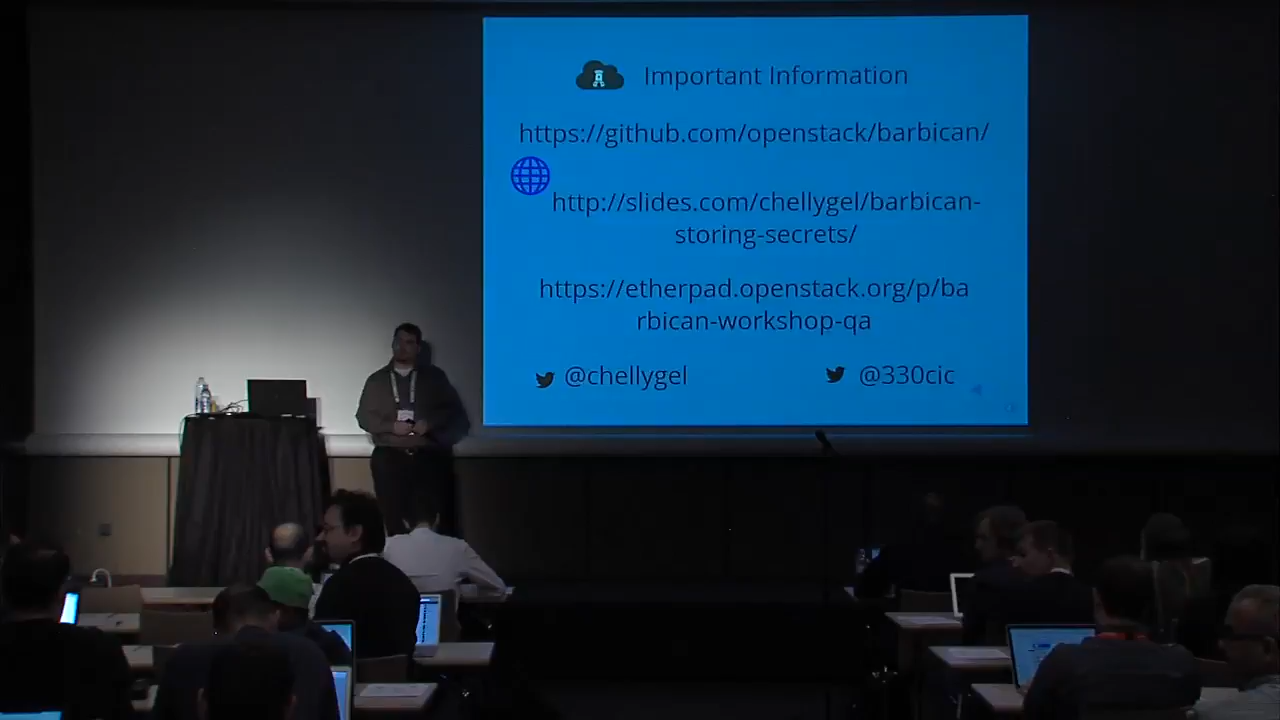 Important Information
https://github.com/openstack/barbican/
http://slides.com/chellygel/barbican-
storing-secrets/
https://etherpad.openstack.org/p/ba
rbican-workshop-qa
@chellygel @330cic